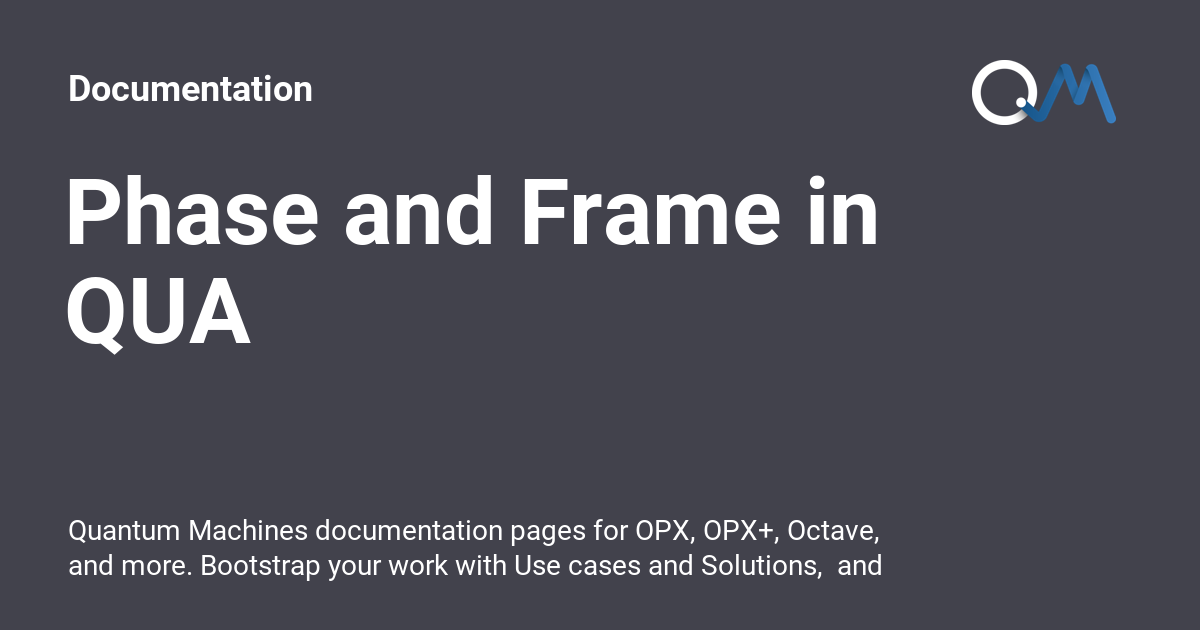 Documentation
QM
Phase and Frame in
QUA
Quantum Machines documentation pages for OPX, OPX+, Octave,
and more. Bootstrap your work with Use cases and Solutions,  and